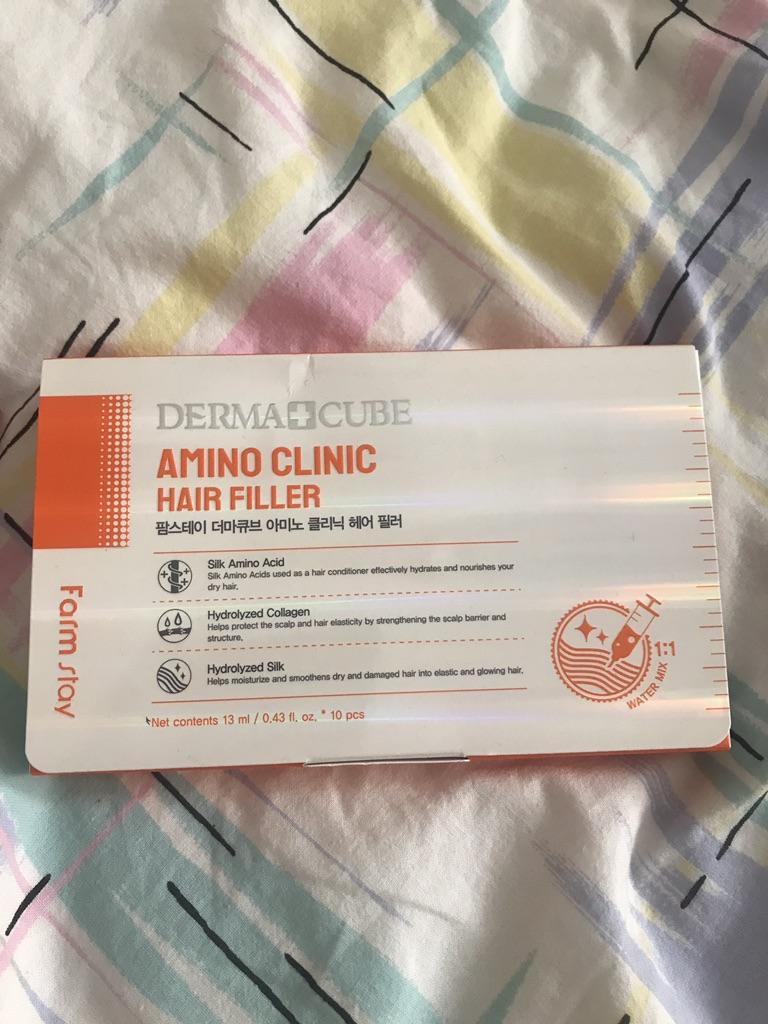 DERMA CUBE
AMINO CLINIC
HAIR FILLER
팜스테이 더마큐브 아미노 클리닉 헤어 필러
Silk Amino Acid
Silk Amino Acids used as a hair conditioner effectively hydrates and nourishes your
dry hair.
Hydrolyzed Collagen
Helps protect the scalp and hair elasticity by strengthening the scalp barrier and
structure.
Hydrolyzed Silk
Helps moisturize and smoothens dry and damaged hair into elastic and glowing hair.
Net contents 13 ml / 0.43 fl. oz. * 10 pcs
Farm stay
1:1
WATER MIX